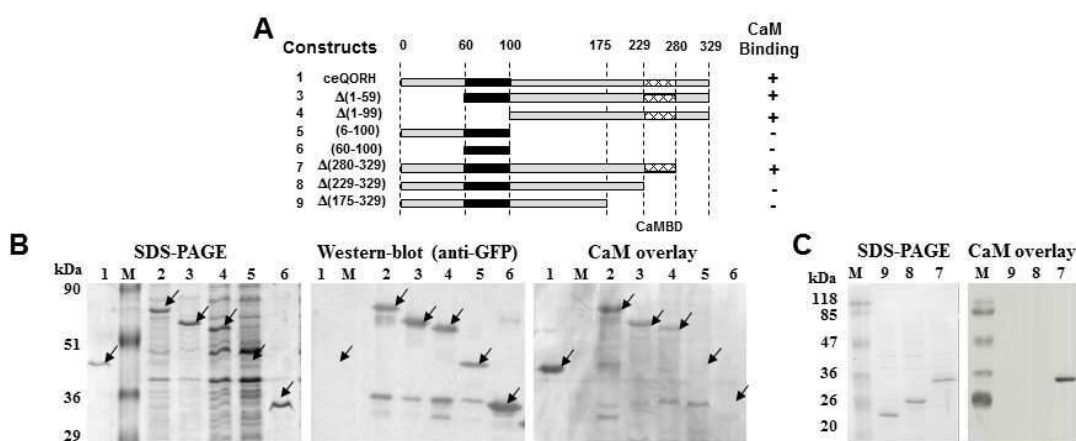 A
Constructs
0 60 100 175 229 280 329
CaM
Binding
1 ceQORH +
3 Δ(1-59) +
4 Δ(1-99) +
5 (6-100) -
6 (60-100) -
7 Δ(280-329) +
8 Δ(229-329) -
9 Δ(175-329) -
CaMBD
B
SDS-PAGE
kDa 1 M 2 3 4 5 6
90
51
36
29
Western-blot (anti-GFP)
1 M 2 3 4 5 6
CaM overlay
1 M 2 3 4 5 6
C
SDS-PAGE
kDa M 9 8 7
118
85
47
36
26
20
CaM overlay
M 9 8 7